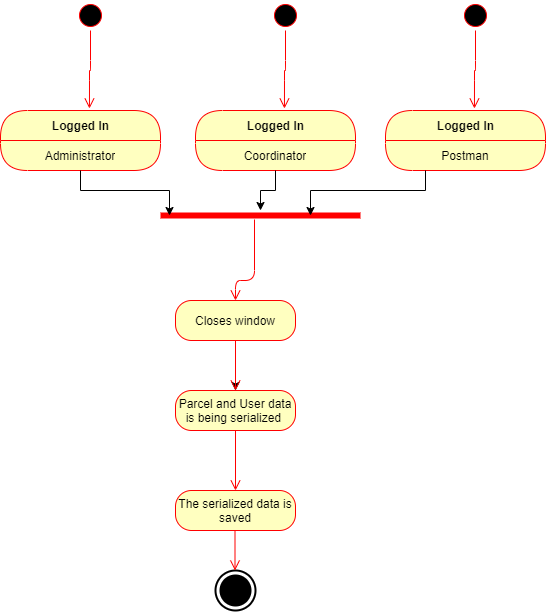 Logged In
Administrator
Logged In
Coordinator
Logged In
Postman
Closes window
Parcel and User data
is being serialized
The serialized data is
saved